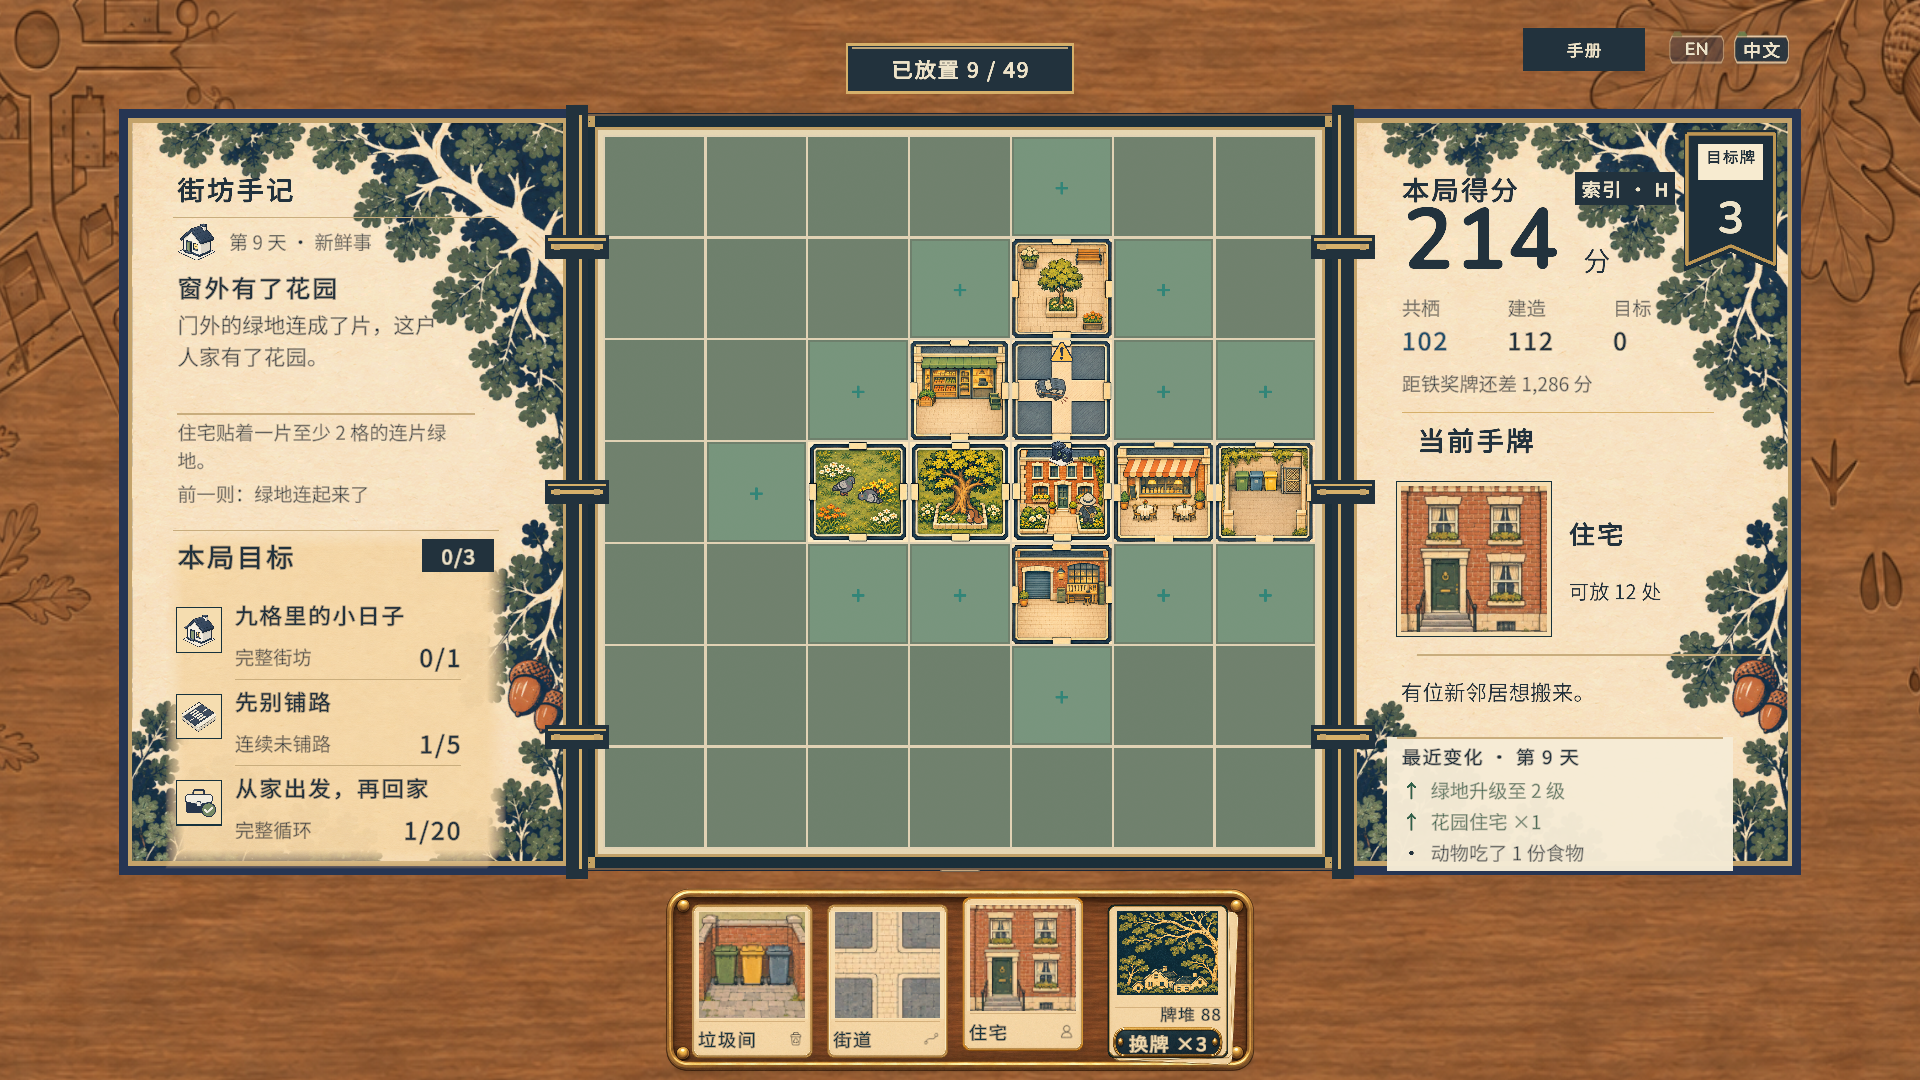 已放置 9 / 49
手册
EN
中文
街坊手记
第 9 天 · 新鲜事
窗外有了花园
门外的绿地连成了片，这户
人家有了花园。
住宅贴着一片至少 2 格的连片绿
地。
前一则：绿地连起来了
本局目标
0/3
九格里的小日子
完整街坊
0/1
先别铺路
连续未铺路
1/5
从家出发，再回家
完整循环
1/20
本局得分
索引 · H
目标牌
3
214 分
共栖
建造
目标
102
112
0
距铁奖牌还差 1,286 分
当前手牌
住宅
可放 12 处
有位新邻居想搬来。
最近变化 · 第 9 天
↑ 绿地升级至 2 级
↑ 花园住宅 ×1
· 动物吃了 1 份食物
垃圾间
街道
住宅
牌堆 88
换牌 ×3